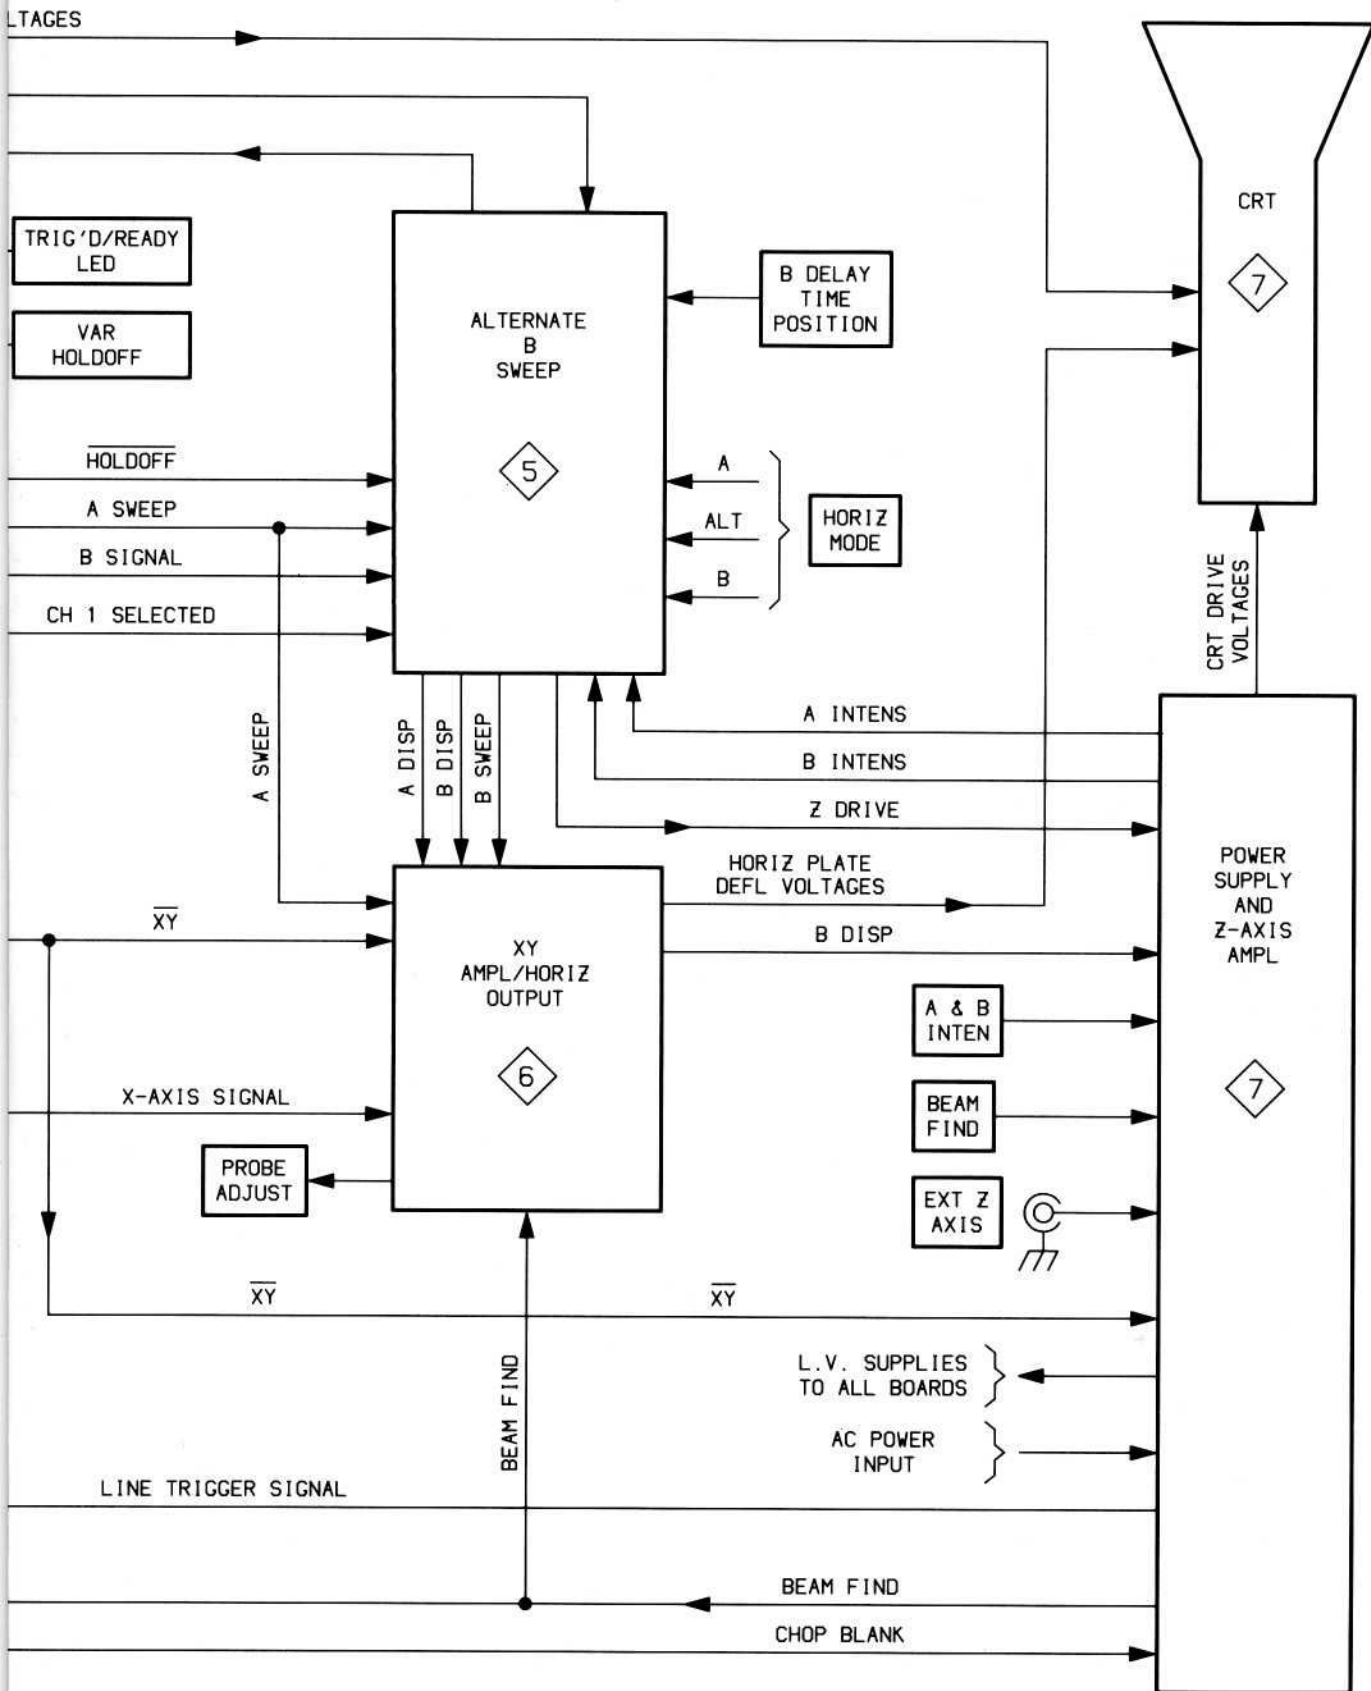 LTAGES
CRT
7
TRIG'D/READY
LED
VAR
HOLDOFF
ALTERNATE
B
SWEEP
5
B DELAY
TIME
POSITION
HOLDOFF
A SWEEP
B SIGNAL
CH 1 SELECTED
A
ALT
B
HORIZ
MODE
CRT DRIVE
VOLTAGES
A SWEEP
A DISP
B DISP
B SWEEP
A INTENS
B INTENS
Z DRIVE
HORIZ PLATE
DEFL VOLTAGES
B DISP
POWER
SUPPLY
AND
Z-AXIS
AMPL
7
XY
XY
AMPL/HORIZ
OUTPUT
6
A & B
INTEN
BEAM
FIND
EXT Z
AXIS
X-AXIS SIGNAL
PROBE
ADJUST
XY
XY
BEAM FIND
L.V. SUPPLIES
TO ALL BOARDS
AC POWER
INPUT
LINE TRIGGER SIGNAL
BEAM FIND
CHOP BLANK